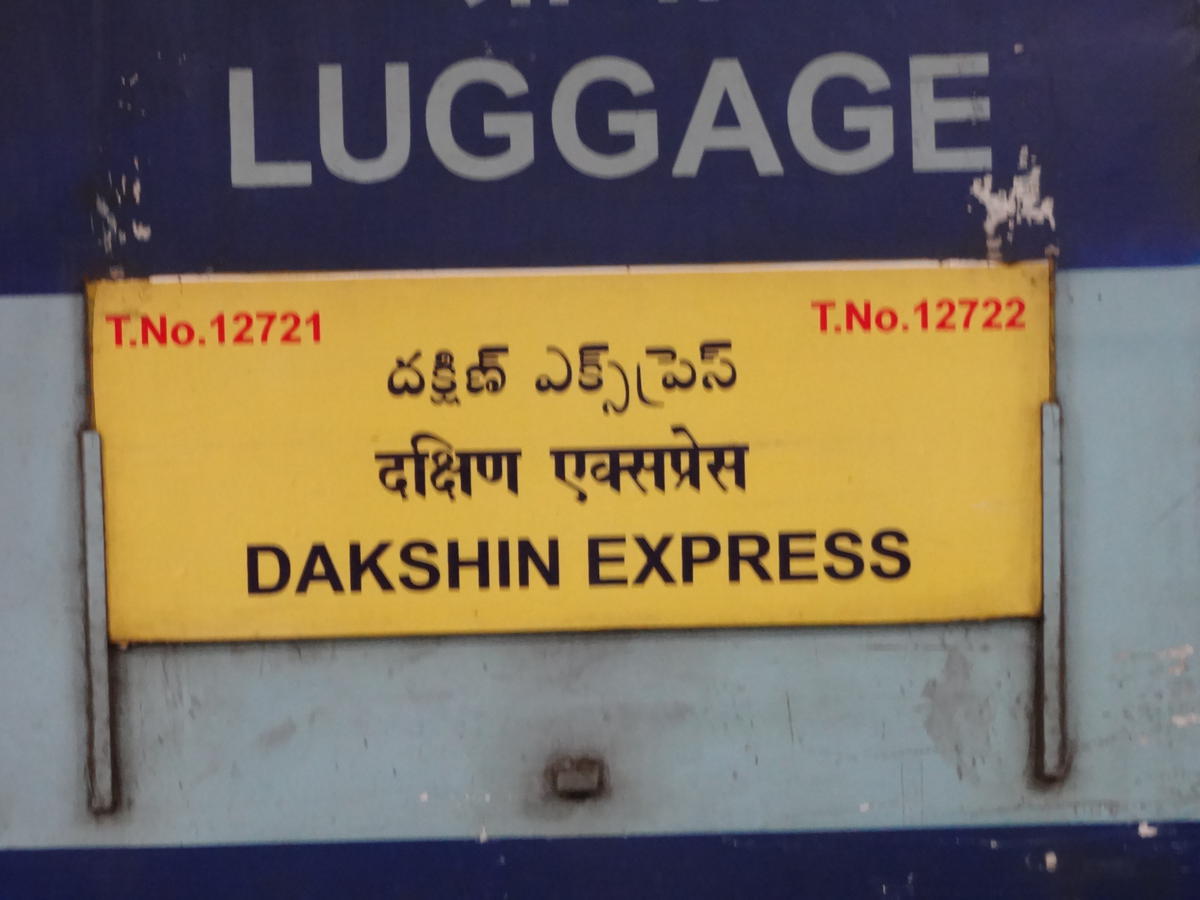 LUGGAGE
T.No.12721
T.No.12722
దక్షిణ్ ఎక్స్‌ప్రెస్
दक्षिण एक्सप्रेस
DAKSHIN EXPRESS